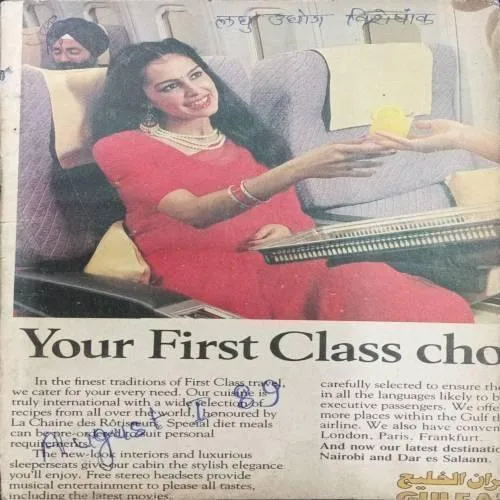 लघु उद्योग विशेषांक
Your First Class cho
In the finest traditions of First Class travel,
we cater for your every need. Our cuisine is
truly international with a wide selection of
recipes from all over the world, honoured by
La Chaine des Rôtisseurs. Special diet meals
can be pre-ordered to suit personal
requirements.
The new-look interiors and luxurious
sleeperseats give our cabin the stylish elegance
you'll enjoy. Free stereo headsets provide
musical entertainment to please all tastes,
including the latest movies,
August 89
carefully selected to ensure th
in all the languages likely to b
executive passengers. We offe
more places within the Gulf th
airline. We also have conven
London, Paris, Frankfurt.
And now our latest destinatio
Nairobi and Dar es Salaam.
ران الخليج
GULF A